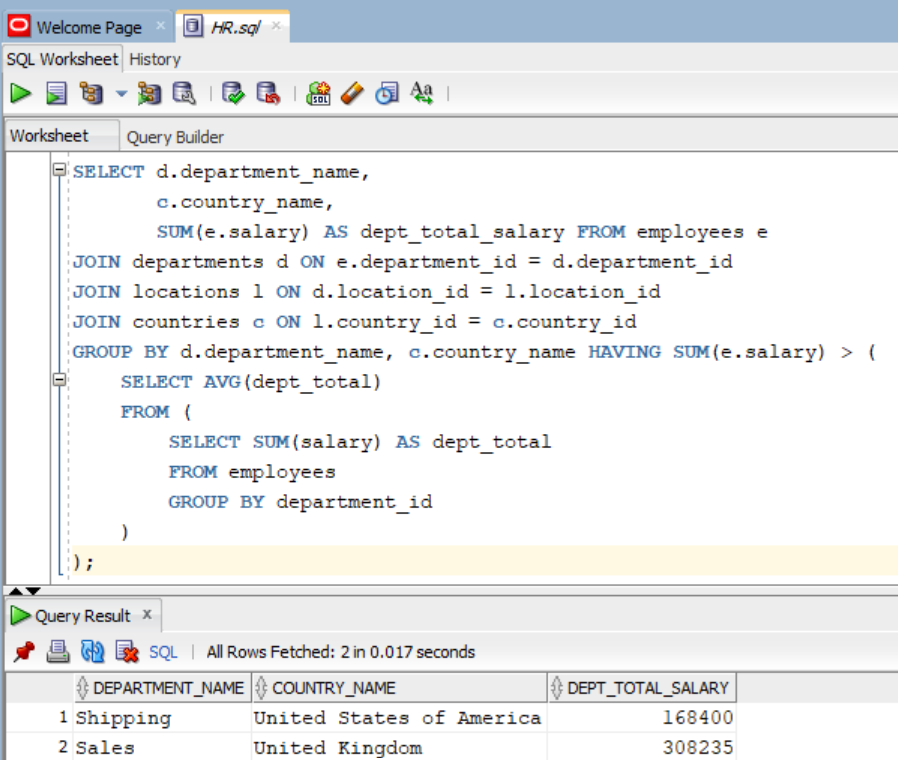 Welcome Page HR.sql
SQL Worksheet History
SQL Aa
Worksheet Query Builder
SELECT d.department_name,
c.country_name,
SUM(e.salary) AS dept_total_salary FROM employees e
JOIN departments d ON e.department_id = d.department_id
JOIN locations l ON d.location_id = l.location_id
JOIN countries c ON l.country_id = c.country_id
GROUP BY d.department_name, c.country_name HAVING SUM(e.salary) > (
SELECT AVG(dept_total)
FROM (
SELECT SUM(salary) AS dept_total
FROM employees
GROUP BY department_id
)
);
Query Result x
SQL | All Rows Fetched: 2 in 0.017 seconds
DEPARTMENT_NAME COUNTRY_NAME DEPT_TOTAL_SALARY
1 Shipping United States of America 168400
2 Sales United Kingdom 308235